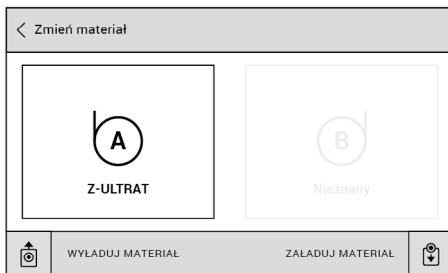 Zmień materiał
A
B
Z-ULTRAT
Nieznany
WYŁADUJ MATERIAŁ
ZAŁADUJ MATERIAŁ